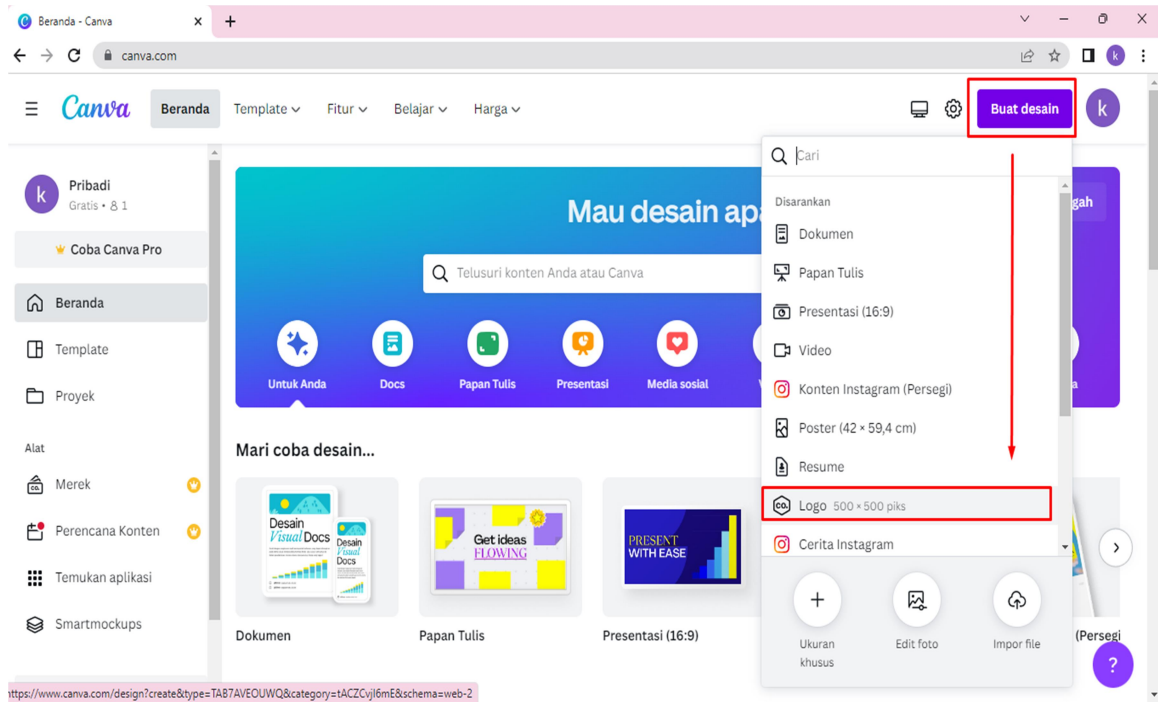 Beranda - Canva
canva.com
k
Canva
Beranda
Template
Fitur
Belajar
Harga
Buat desain
k
k
Pribadi
Gratis • 1
Coba Canva Pro
Beranda
Template
Proyek
Alat
Merek
Perencana Konten
Temukan aplikasi
Smartmockups
Mau desain ap
gah
Telusuri konten Anda atau Canva
Untuk Anda
Docs
Papan Tulis
Presentasi
Media sosial
Mari coba desain...
Desain
Visual Docs
Desain
Visual
Docs
Get ideas
FLOWING
PRESENT
WITH EASE
Dokumen
Papan Tulis
Presentasi (16:9)
(Persegi
Cari
Disarankan
Dokumen
Papan Tulis
Presentasi (16:9)
Video
Konten Instagram (Persegi)
Poster (42 × 59,4 cm)
Resume
CO.
Logo 500 × 500 piks
Cerita Instagram
Ukuran
khusus
Edit foto
Impor file
?
https://www.canva.com/design?create&type=TAB7AVEOUWQ&category=tACZCvjI6mE&schema=web-2